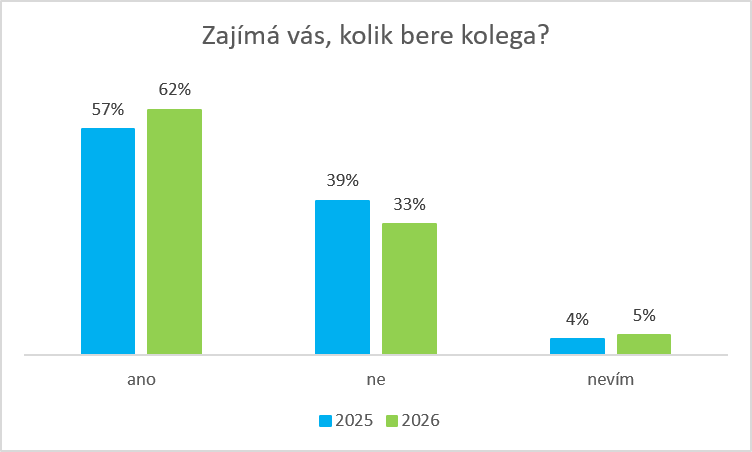 Zajímá vás, kolik bere kolega?
57%
62%
39%
33%
4%
5%
ano
ne
nevím
2025
2026